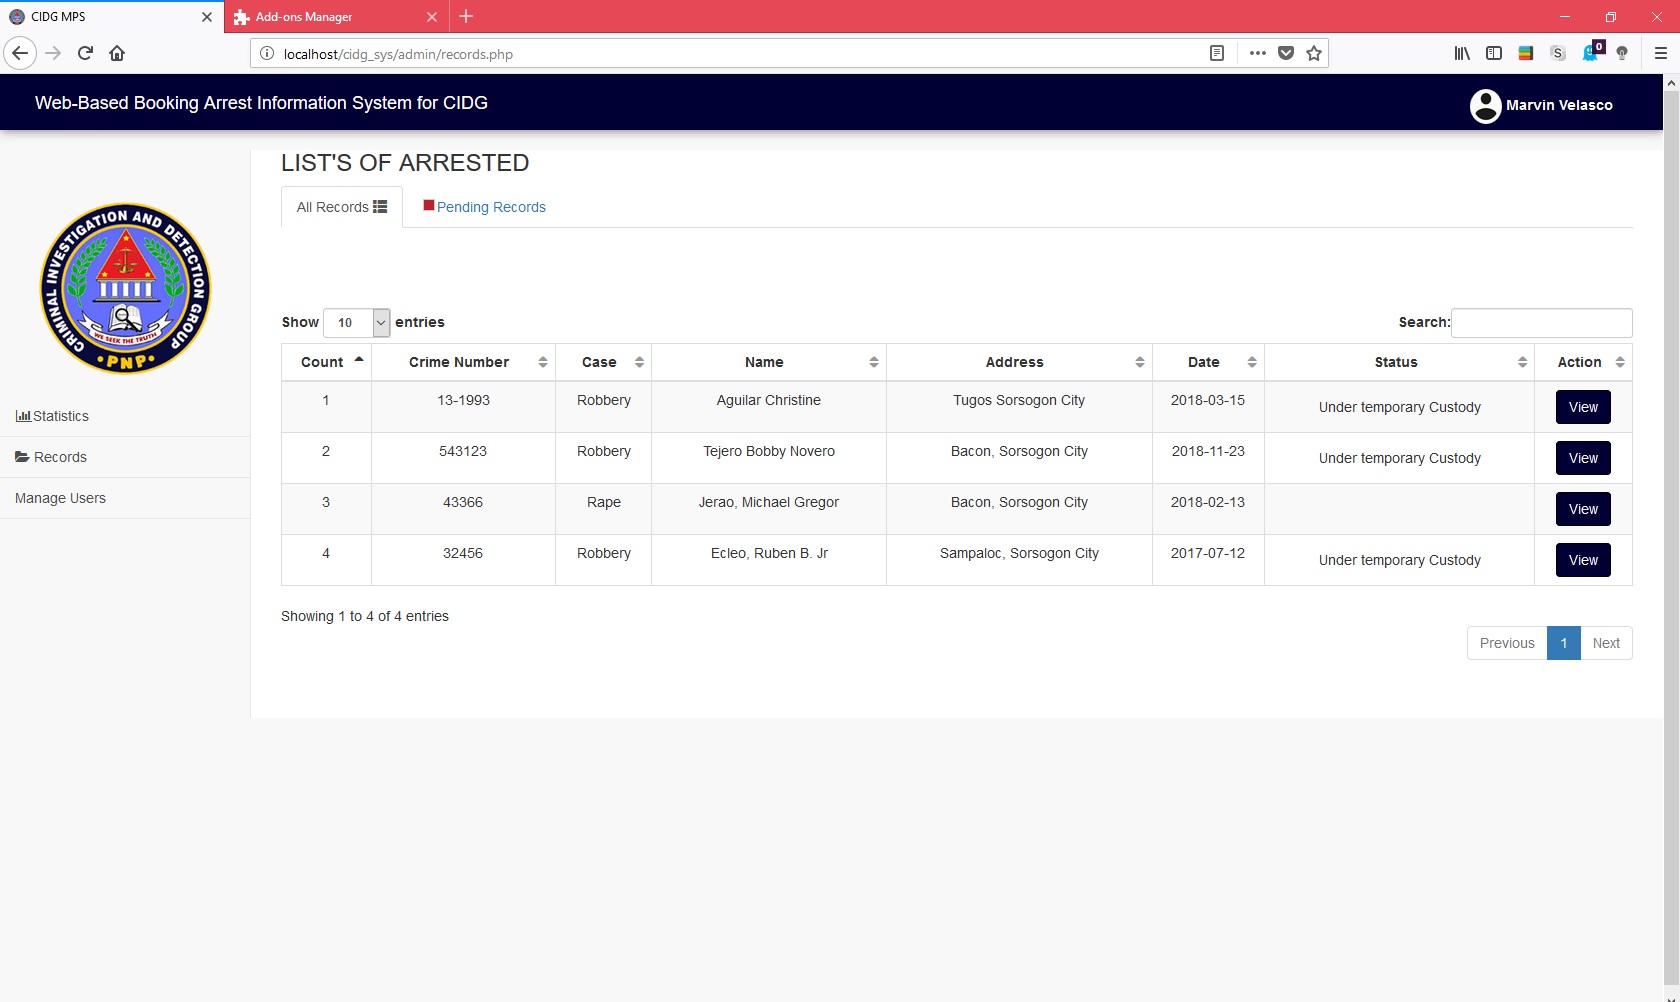 CIDG MPS
Add-ons Manager
localhost/cidg_sys/admin/records.php
S
0
Web-Based Booking Arrest Information System for CIDG
Marvin Velasco
CRIMINAL INVESTIGATION AND DETECTION GROUP
WE SEEK THE TRUTH
PNP
Statistics
Records
Manage Users
LIST'S OF ARRESTED
All Records
Pending Records
Show 10 entries
Search:
Count Crime Number Case Name Address Date Status Action
1 13-1993 Robbery Aguilar Christine Tugos Sorsogon City 2018-03-15 Under temporary Custody View
2 543123 Robbery Tejero Bobby Novero Bacon, Sorsogon City 2018-11-23 Under temporary Custody View
3 43366 Rape Jerao, Michael Gregor Bacon, Sorsogon City 2018-02-13 View
4 32456 Robbery Ecleo, Ruben B. Jr Sampaloc, Sorsogon City 2017-07-12 Under temporary Custody View
Showing 1 to 4 of 4 entries
Previous 1 Next